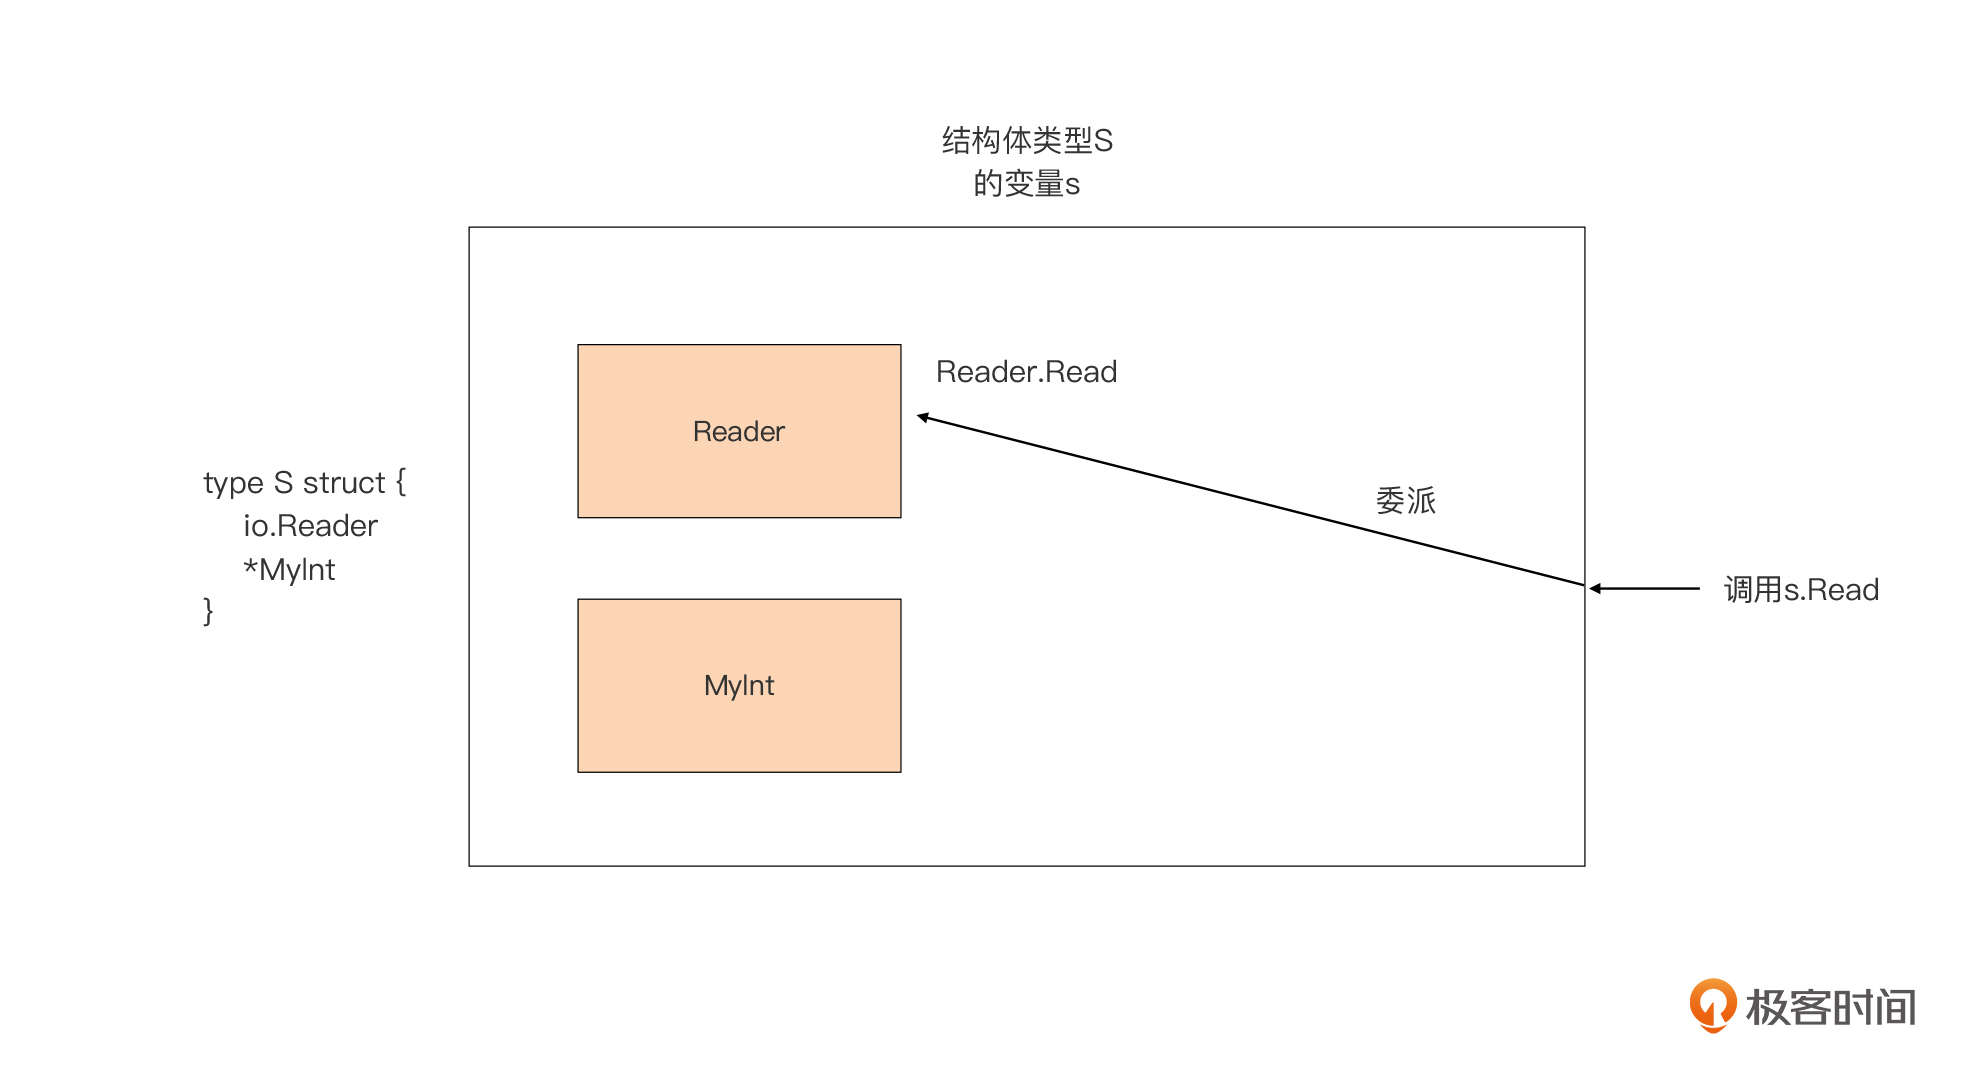 结构体类型S
的变量s
Reader.Read
Reader
type S struct {
io.Reader
*MyInt
}
委派
调用s.Read
MyInt
极客时间